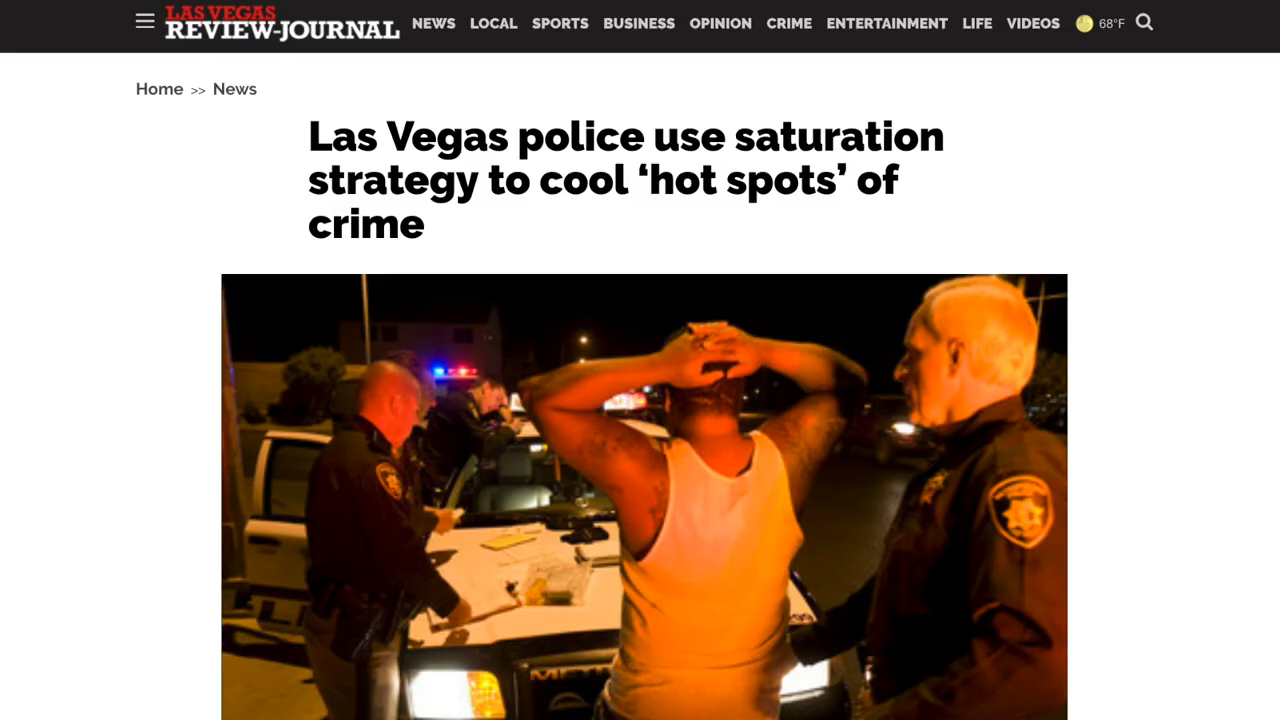 LAS VEGAS
REVIEW-JOURNAL
NEWS LOCAL SPORTS BUSINESS OPINION CRIME ENTERTAINMENT LIFE VIDEOS 68°F
Home >> News
Las Vegas police use saturation
strategy to cool ‘hot spots’ of
crime